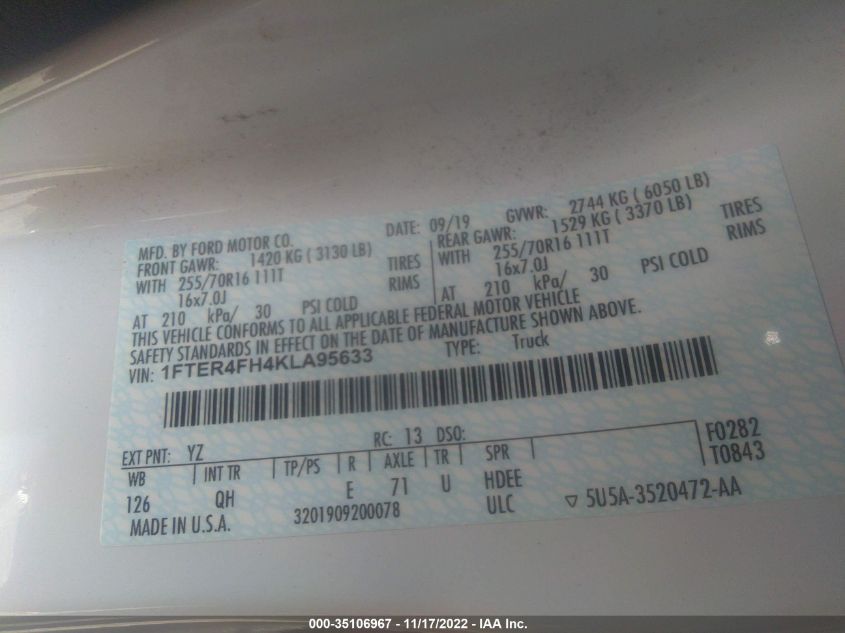 MFD. BY FORD MOTOR CO. DATE: 09/19 GVWR: 2744 KG ( 6050 LB)
FRONT GAWR: 1420 KG ( 3130 LB) REAR GAWR: 1529 KG ( 3370 LB)
WITH 255/70R16 111T TIRES WITH 255/70R16 111T TIRES
16x7.0J RIMS 16x7.0J RIMS
AT 210 kPa/ 30 PSI COLD AT 210 kPa/ 30 PSI COLD
THIS VEHICLE CONFORMS TO ALL APPLICABLE FEDERAL MOTOR VEHICLE
SAFETY STANDARDS IN EFFECT ON THE DATE OF MANUFACTURE SHOWN ABOVE.
VIN: 1FTER4FH4KLA95633 TYPE: Truck
EXT PNT: YZ RC: 13 DSO: F0282
WB INT TR TP/PS R AXLE TR SPR T0843
126 QH E 71 U HDEE
MADE IN U.S.A. 3201909200078 ULC ▽ 5U5A-3520472-AA
000-35106967 - 11/17/2022 - IAA Inc.